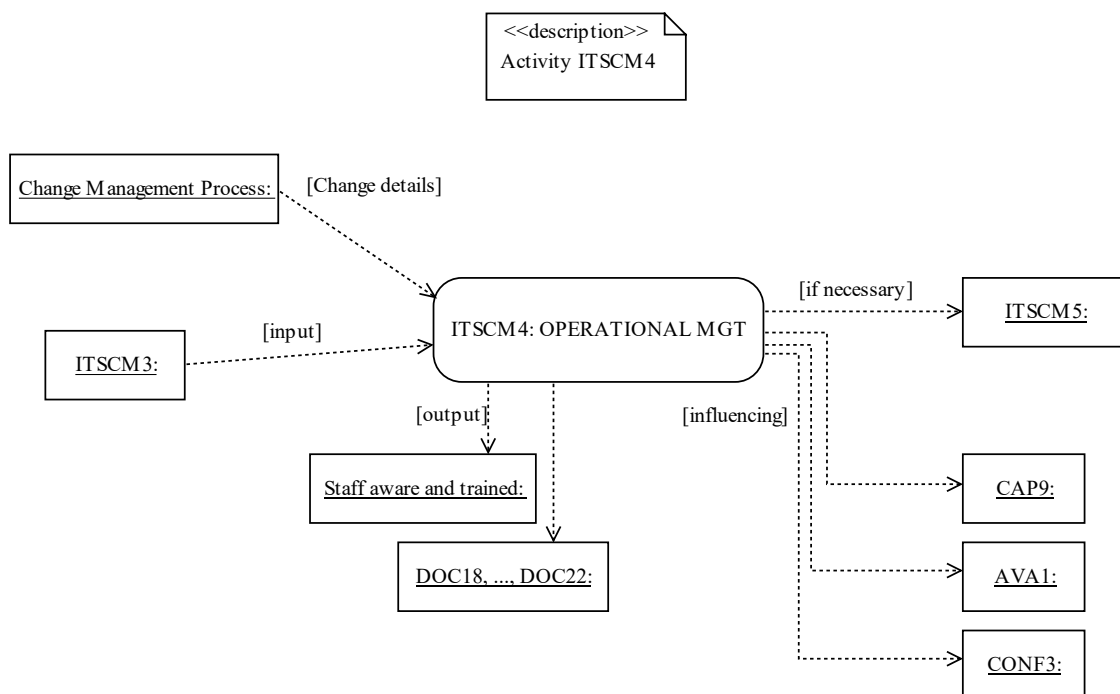 <<description>>
Activity ITSCM4
Change Management Process:
[Change details]
ITSCM3:
[input]
ITSCM4: OPERATIONAL MGT
[if necessary]
ITSCM5:
[output]
[influencing]
Staff aware and trained:
CAP9:
DOC18, ..., DOC22:
AVA1:
CONF3: